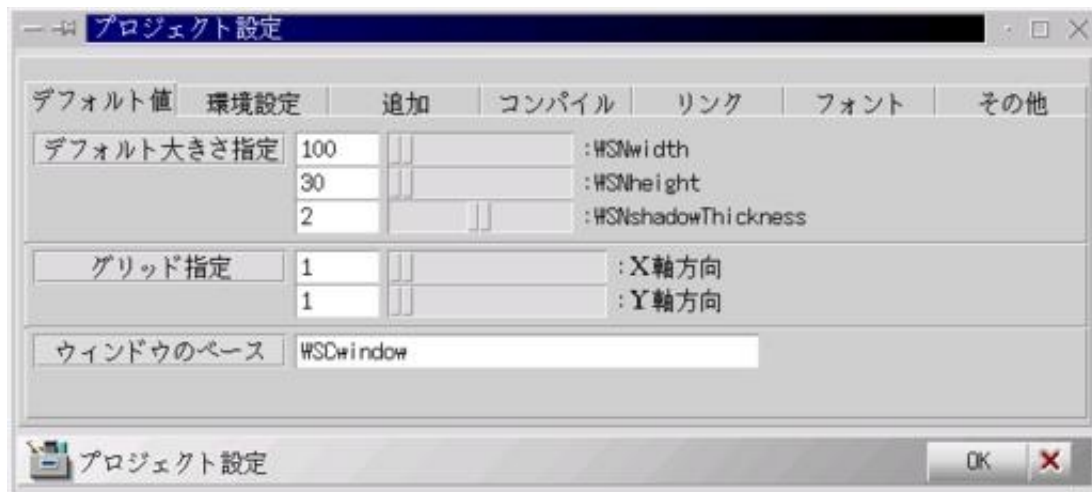 プロジェクト設定
デフォルト値 環境設定 追加 コンパイル リンク フォント その他
デフォルト大きさ指定 100 :WSNwidth
30 :WSNheight
2 :WSNshadowThickness
グリッド指定 1 :X軸方向
1 :Y軸方向
ウィンドウのベース WSCwindow
プロジェクト設定 OK